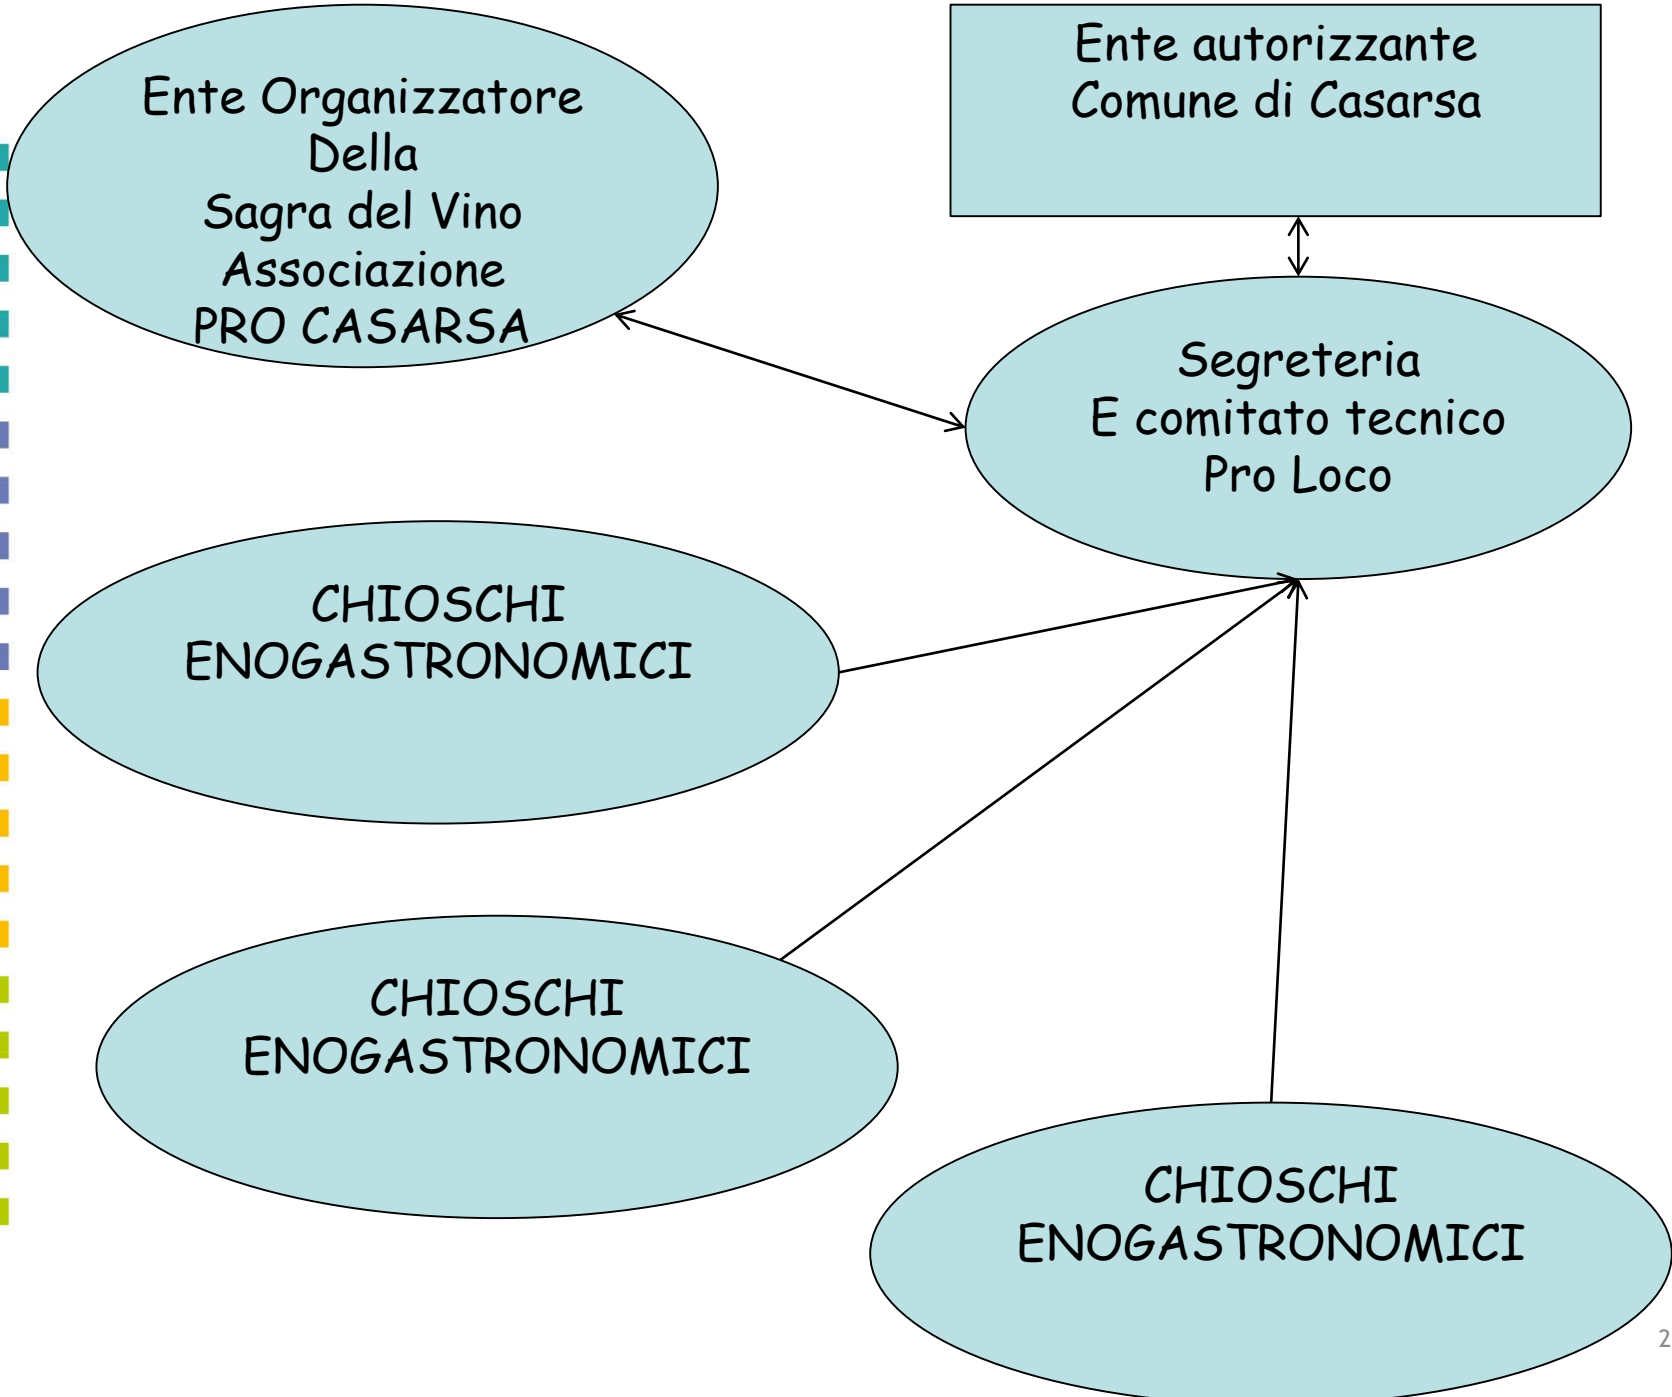 Ente Organizzatore
Della
Sagra del Vino
Associazione
PRO CASARSA
Ente autorizzante
Comune di Casarsa
Segreteria
E comitato tecnico
Pro Loco
CHIOSCHI
ENOGASTRONOMICI
CHIOSCHI
ENOGASTRONOMICI
CHIOSCHI
ENOGASTRONOMICI
2